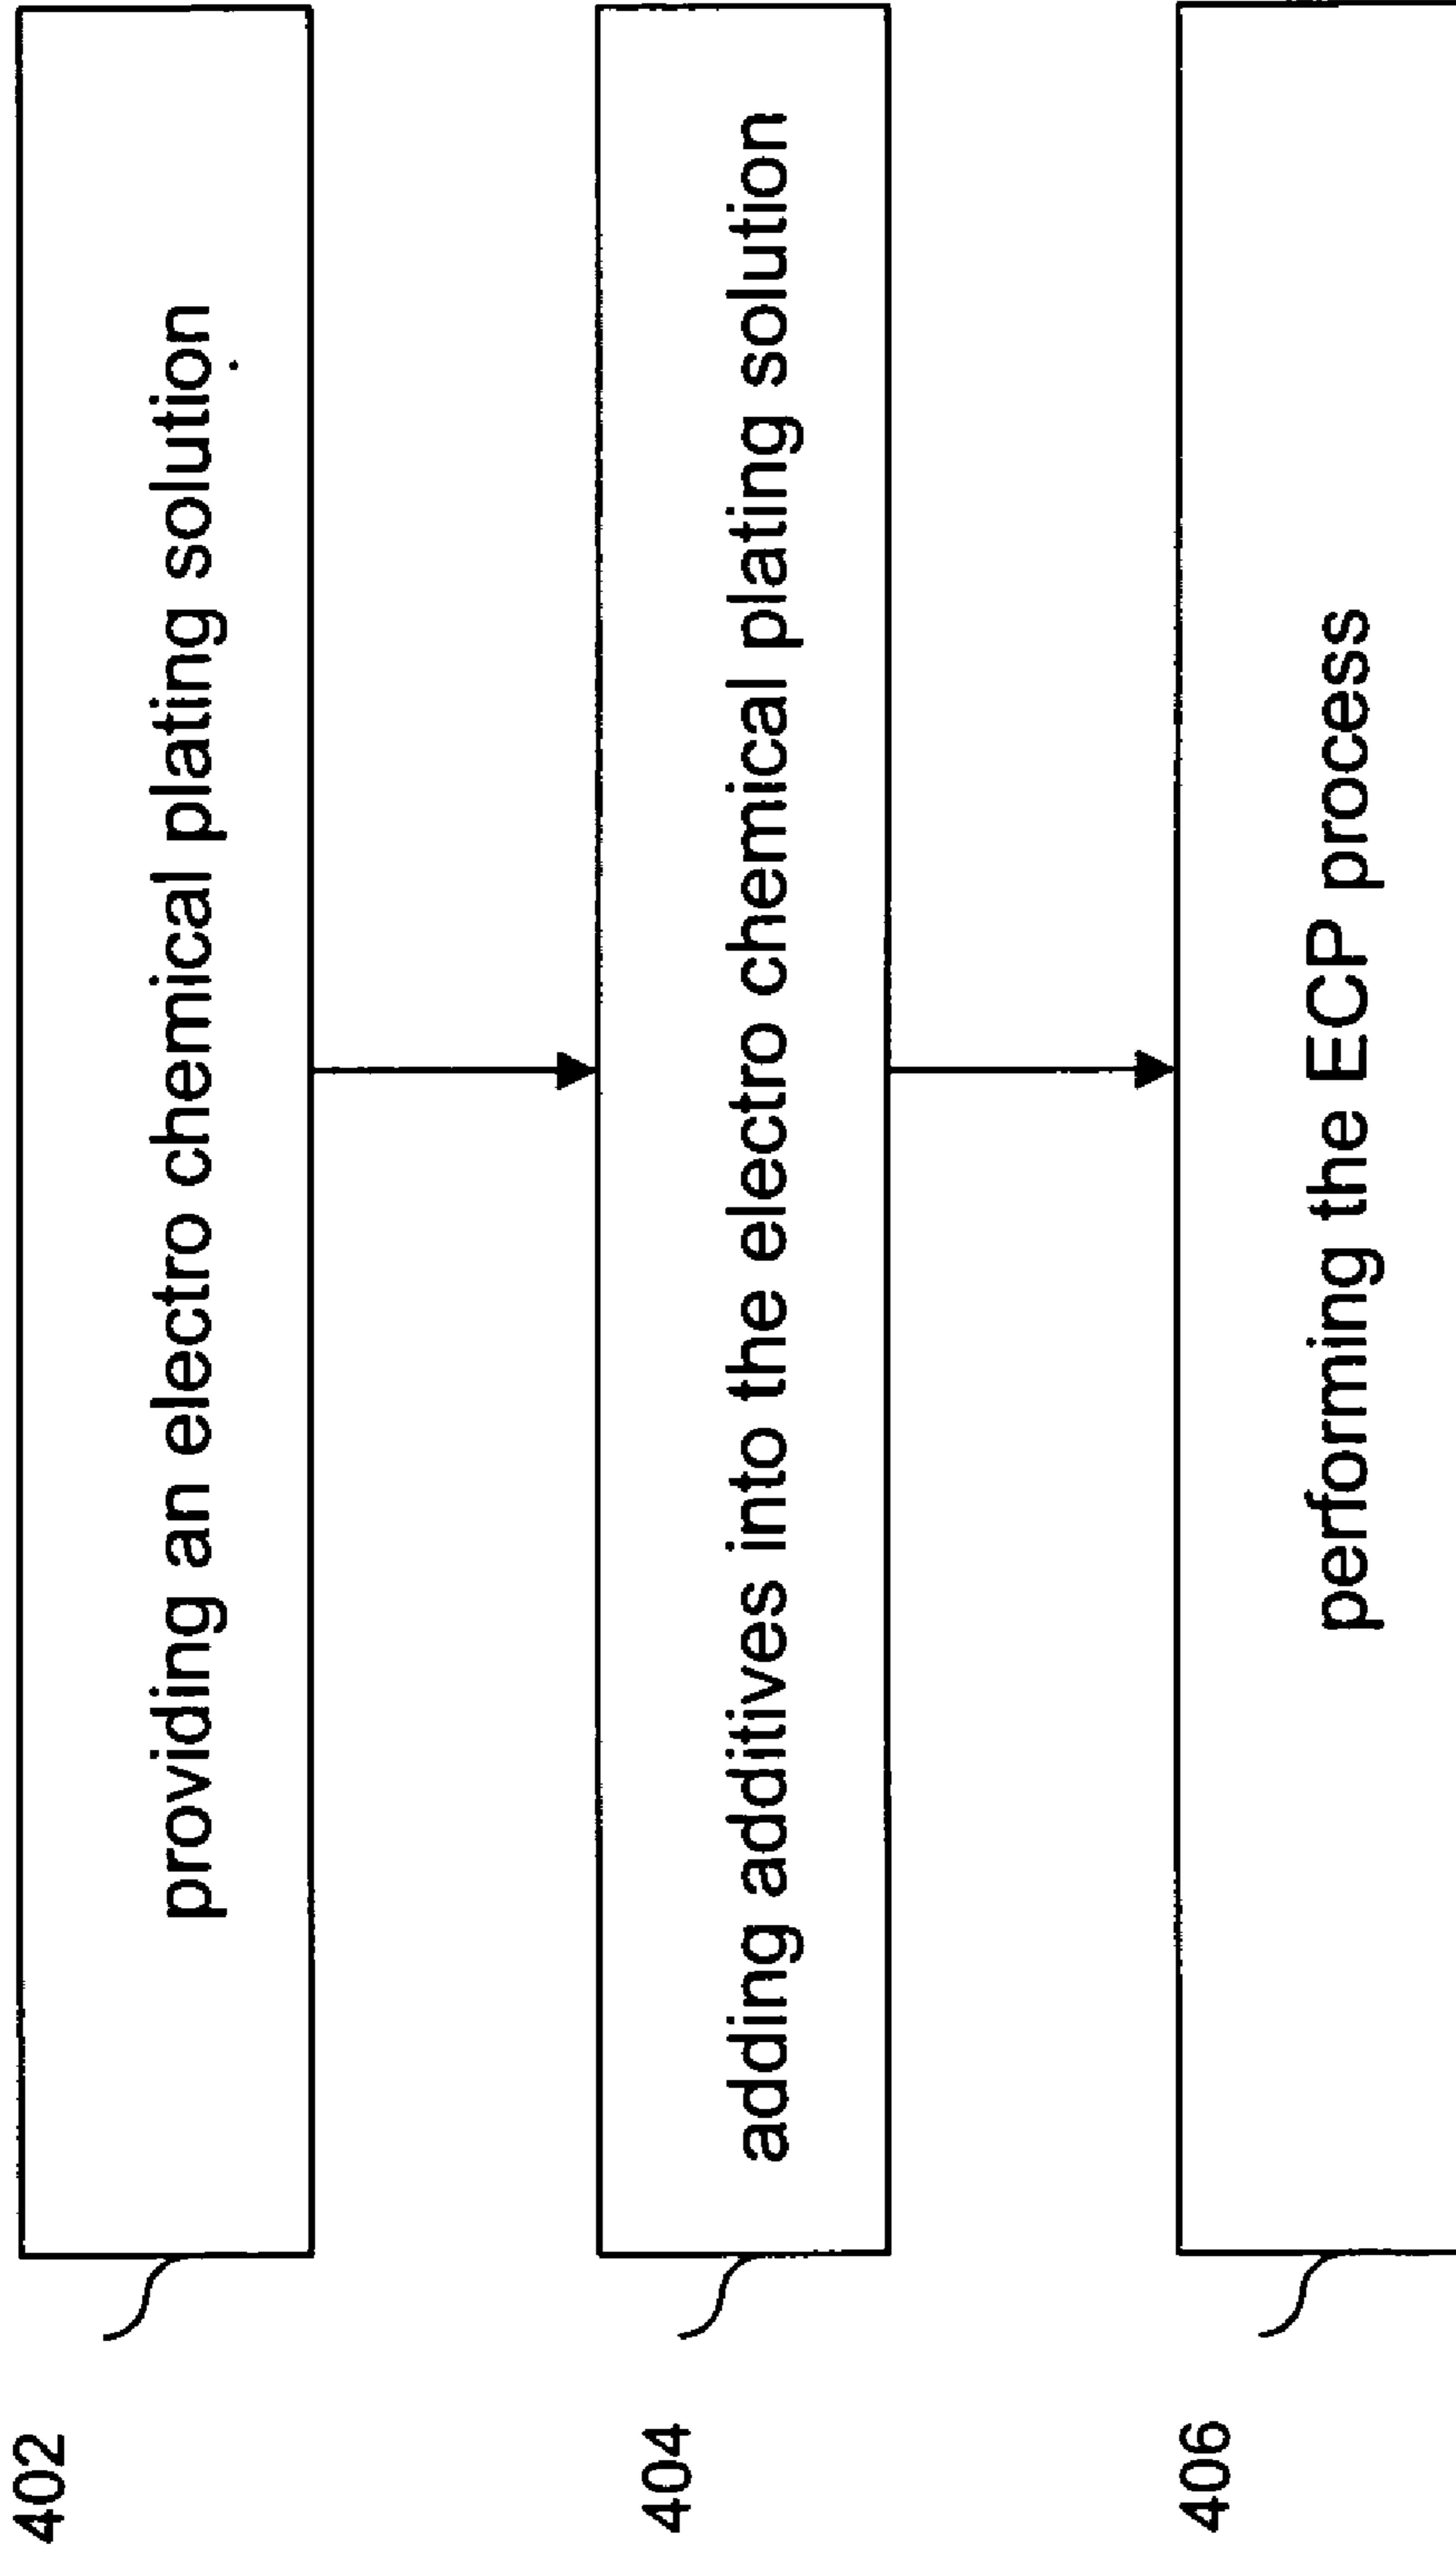 402
providing an electro chemical plating solution
404
adding additives into the electro chemical plating solution
406
performing the ECP process